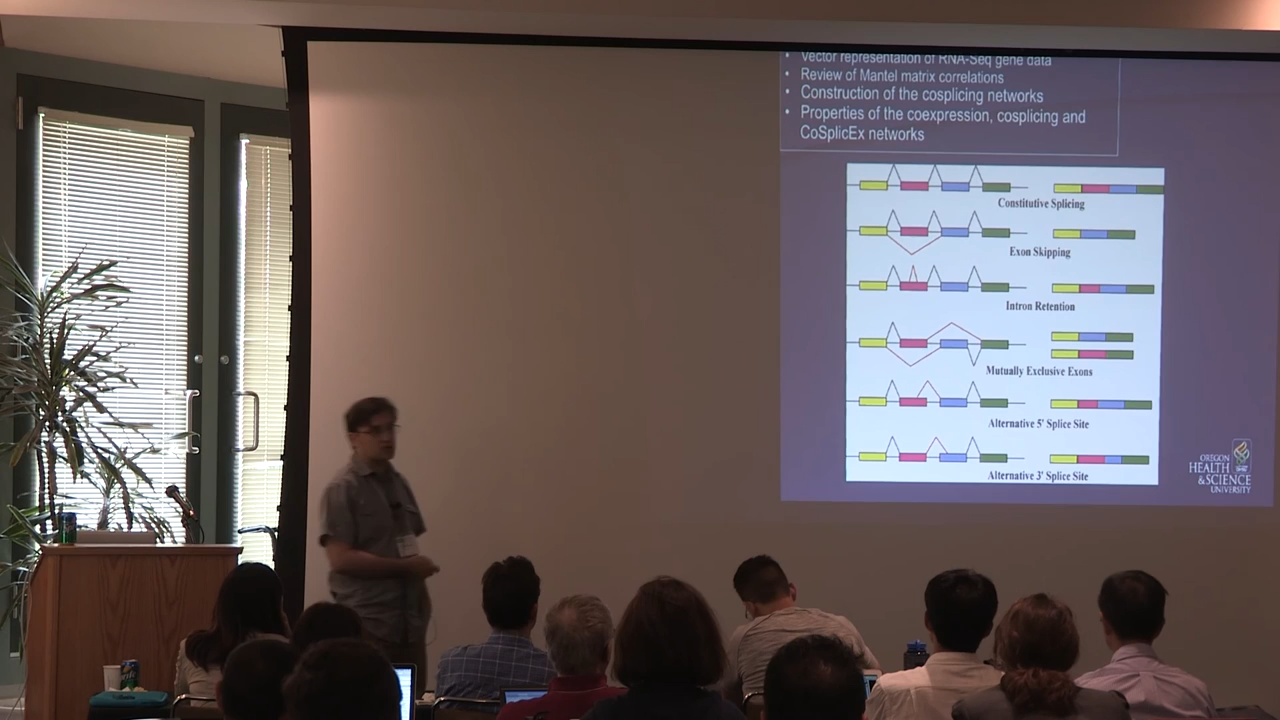 • Vector representation of RNA-Seq gene data
• Review of Mantel matrix correlations
• Construction of the cosplicing networks
• Properties of the coexpression, cosplicing and
CoSplicEx networks
Constitutive Splicing
Exon Skipping
Intron Retention
Mutually Exclusive Exons
Alternative 5' Splice Site
Alternative 3' Splice Site
OREGON
HEALTH
& SCIENCE
UNIVERSITY